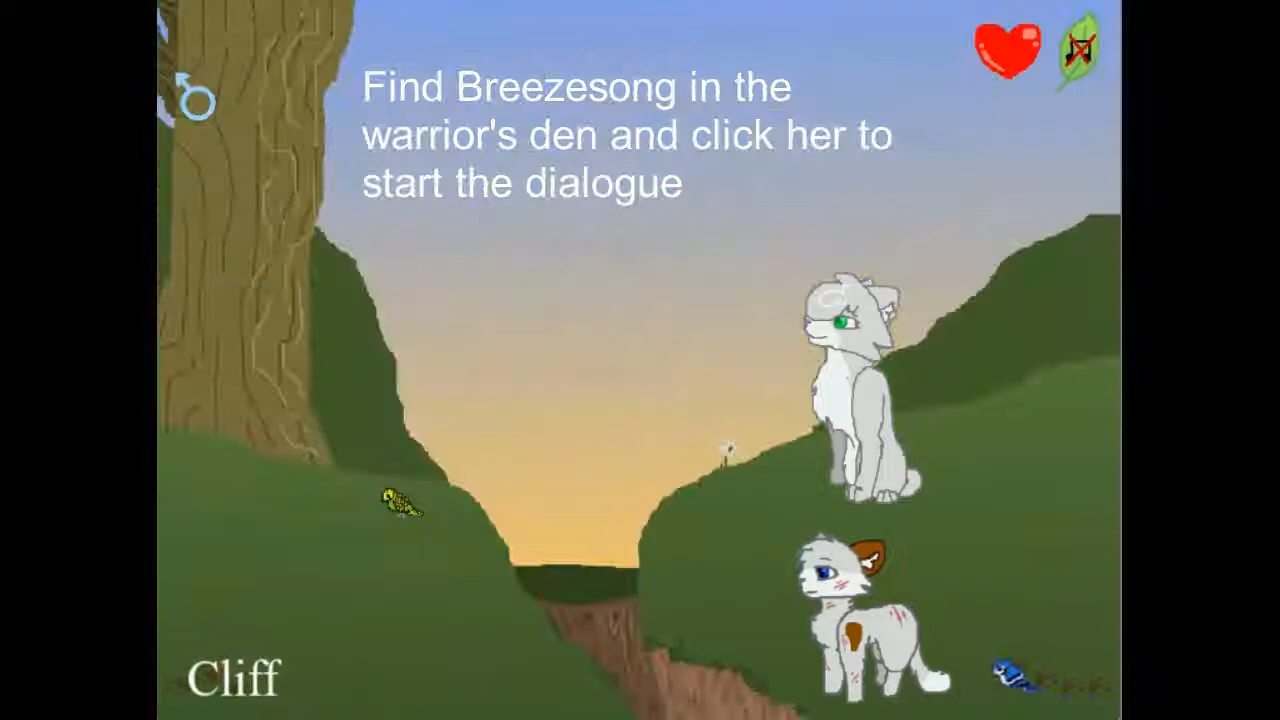 Find Breezesong in the
warrior's den and click her to
start the dialogue
Cliff